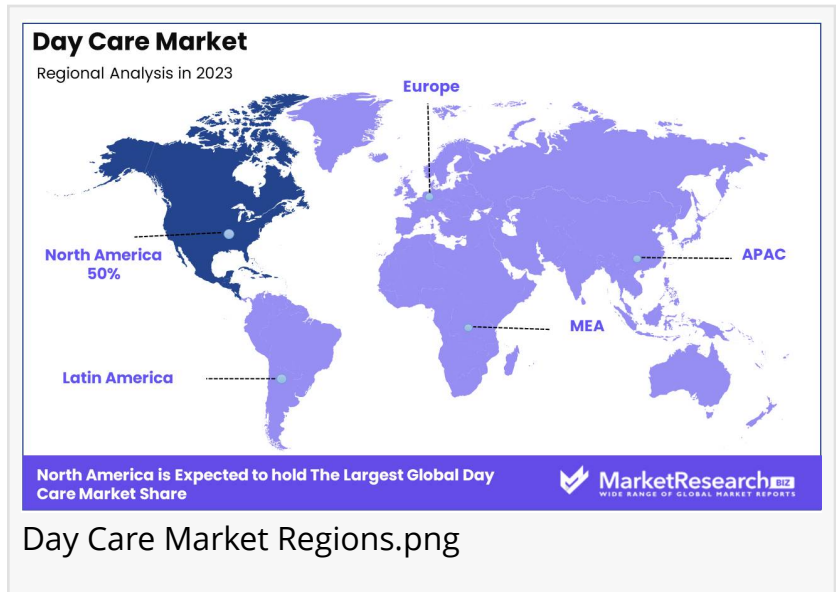 Day Care Market
Regional Analysis in 2023
Europe
North America
50%
APAC
MEA
Latin America
North America is Expected to hold The Largest Global Day
Care Market Share
MarketResearch BIZ
WIDE RANGE OF GLOBAL MARKET REPORTS
Day Care Market Regions.png